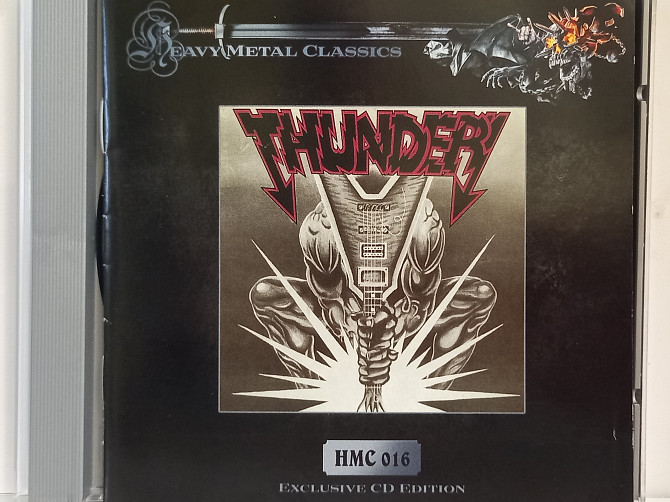 Heavy Metal Classics
THUNDER
HMC 016
EXCLUSIVE CD EDITION